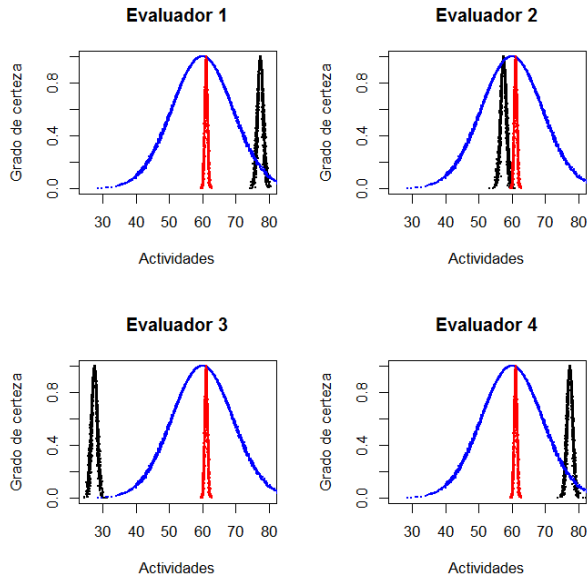 Evaluador 1
Grado de certeza
0.0 0.4 0.8
30 40 50 60 70 80
Actividades
Evaluador 2
Grado de certeza
0.0 0.4 0.8
30 40 50 60 70 80
Actividades
Evaluador 3
Grado de certeza
0.0 0.4 0.8
30 40 50 60 70 80
Actividades
Evaluador 4
Grado de certeza
0.0 0.4 0.8
30 40 50 60 70 80
Actividades